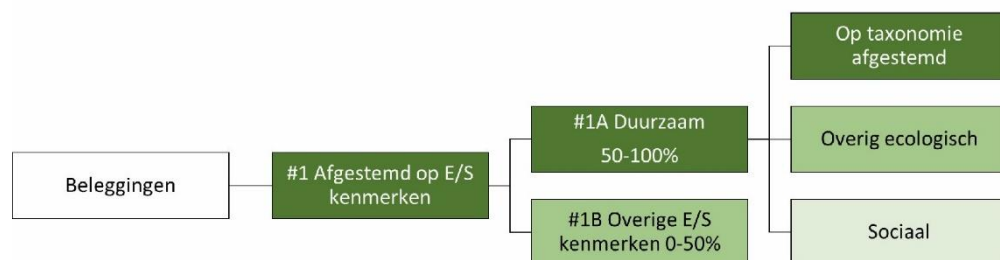 Beleggingen
#1 Afgestemd op E/S
kenmerken
#1A Duurzaam
50-100%
#1B Overige E/S
kenmerken 0-50%
Op taxonomie
afgestemd
Overig ecologisch
Sociaal